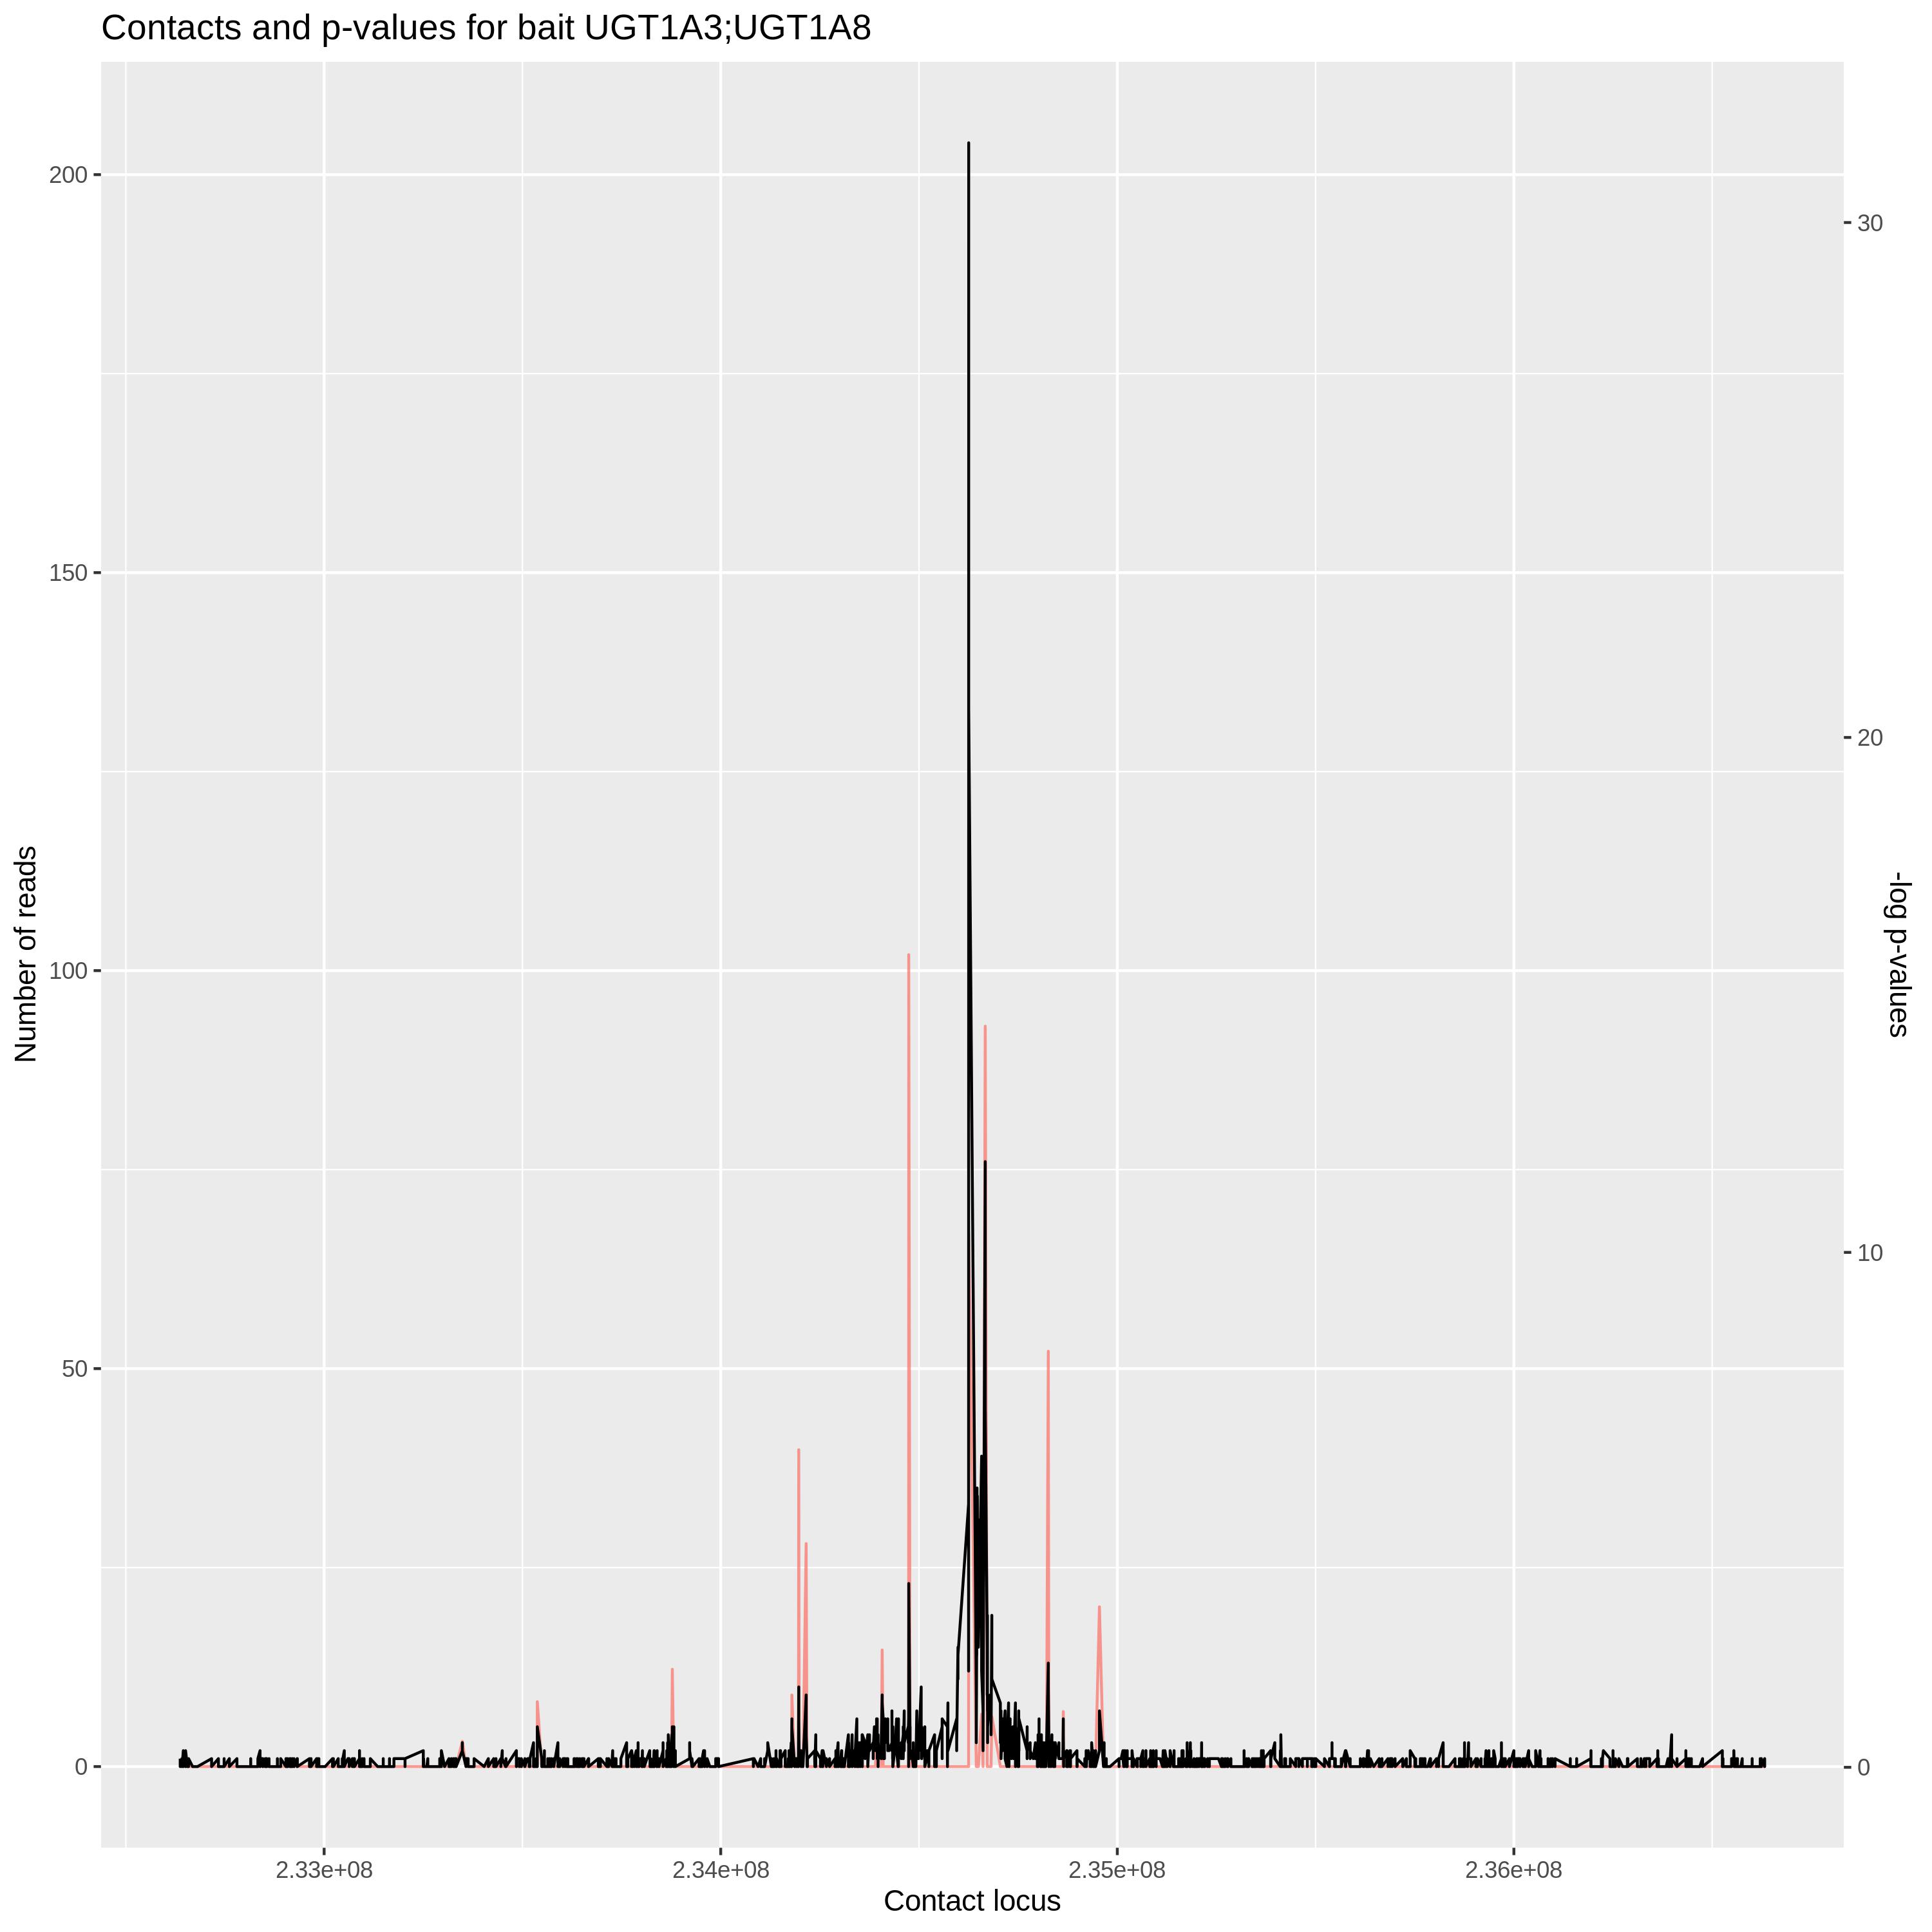 Contacts and p-values for bait UGT1A3;UGT1A8
200
150
100
50
0
Number of reads
30
20
10
0
-log p-values
2.33e+08
2.34e+08
2.35e+08
2.36e+08
Contact locus